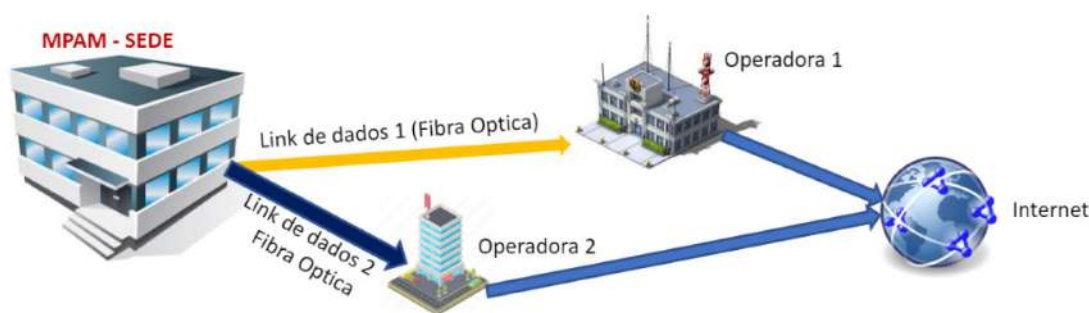 MPAM - SEDE
Operadora 1
Link de dados 1 (Fibra Optica)
Link de dados 2
Fibra Optica
Operadora 2
Internet